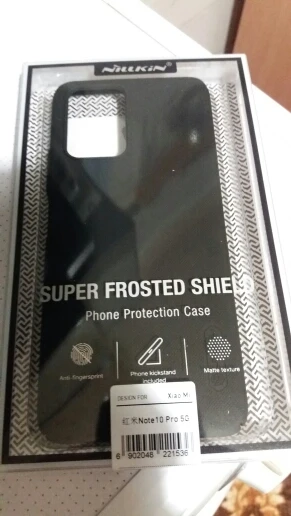 NILLKIN
SUPER FROSTED SHIELD
Phone Protection Case
Anti-fingerprint
Phone kickstand
included
Matte texture
DESIGN FOR
Xiao Mi
红米Note10 Pro 5G
6 902048 221536